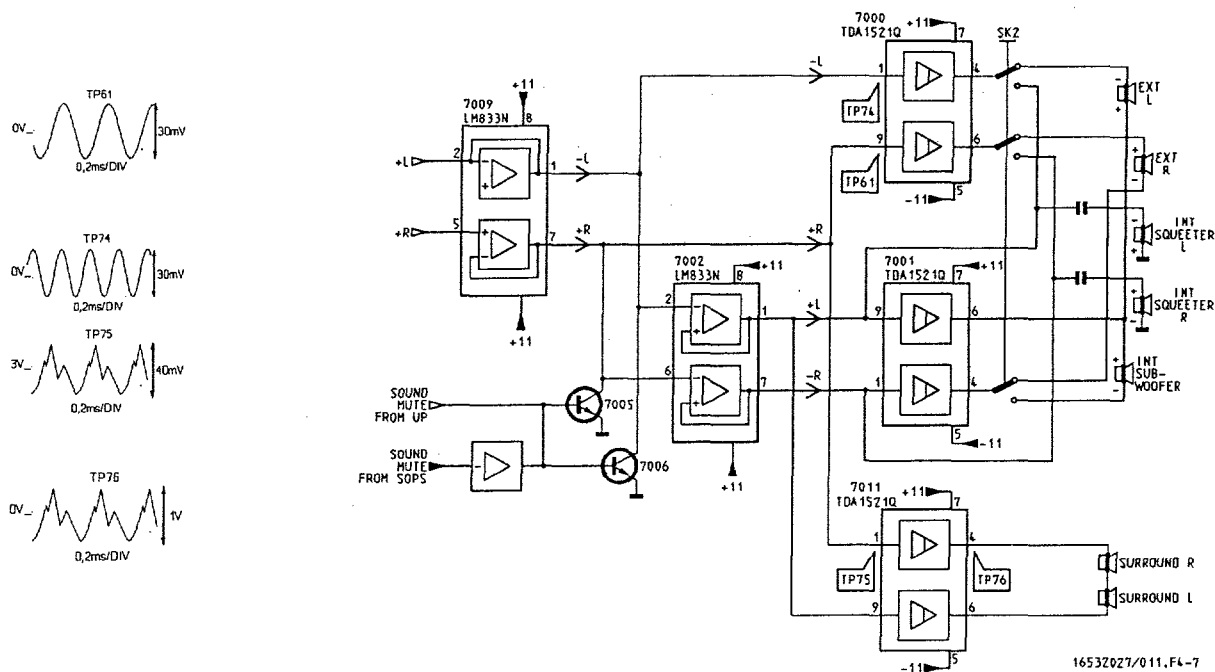 TP61
0V
30mV
0,2ms/DIV
TP74
0V
30mV
0,2ms/DIV
TP75
3V
40mV
0,2ms/DIV
TP76
0V
1V
0,2ms/DIV
7009
LM833N
+11
8
+L
2
1
-L
+R
5
7
+R
+11
SOUND
MUTE
FROM UP
7005
SOUND
MUTE
FROM SOPS
7006
7002
LM833N
8
+11
2
1
+L
6
7
-R
+11
7000
TDA1521Q
+11
7
-L
1
4
TP74
+R
9
6
TP61
-11
5
SK2
7001
TDA1521Q
+11
7
9
6
1
4
5
-11
7011
TDA1521Q
+11
7
1
4
TP75
TP76
9
6
-11
5
- EXT
+ L
+ EXT
- R
- INT
SQUEETER
+ L
+ INT
SQUEETER
- R
+ INT
SUB-
- WOOFER
SURROUND R
SURROUND L
16532027/011.F4-7